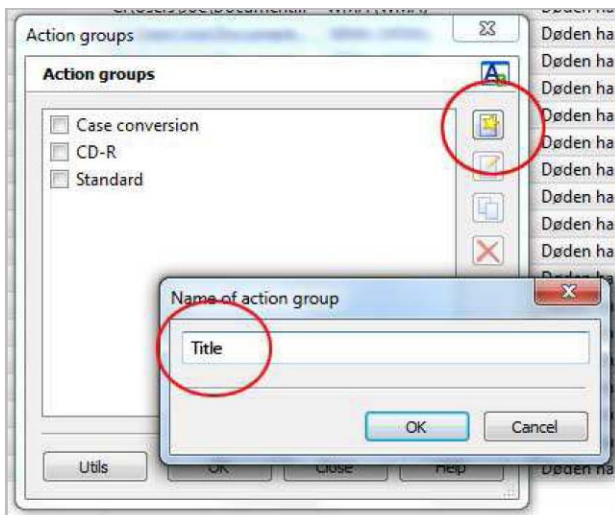 Action groups
Døden ha
Døden ha
Action groups
Døden ha
Døden ha
Case conversion
Døden ha
CD-R
Døden ha
Standard
Døden ha
Døden ha
Døden ha
Name of action group
Title
OK
Cancel
Utils
OK
Close
Help
Døden ha